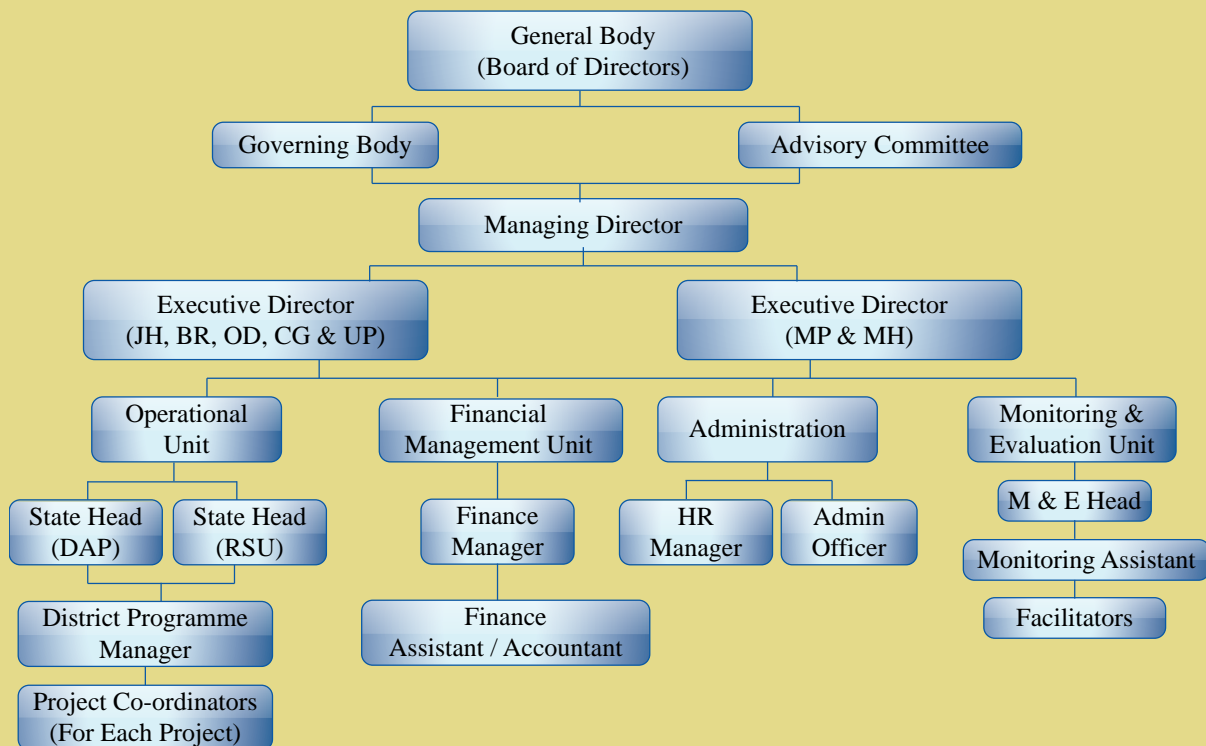 General Body
(Board of Directors)
Governing Body
Advisory Committee
Managing Director
Executive Director
(JH, BR, OD, CG & UP)
Executive Director
(MP & MH)
Operational
Unit
Financial
Management Unit
Administration
Monitoring &
Evaluation Unit
State Head
(DAP)
State Head
(RSU)
Finance
Manager
HR
Manager
Admin
Officer
M & E Head
Monitoring Assistant
Facilitators
District Programme
Manager
Finance
Assistant / Accountant
Project Co-ordinators
(For Each Project)